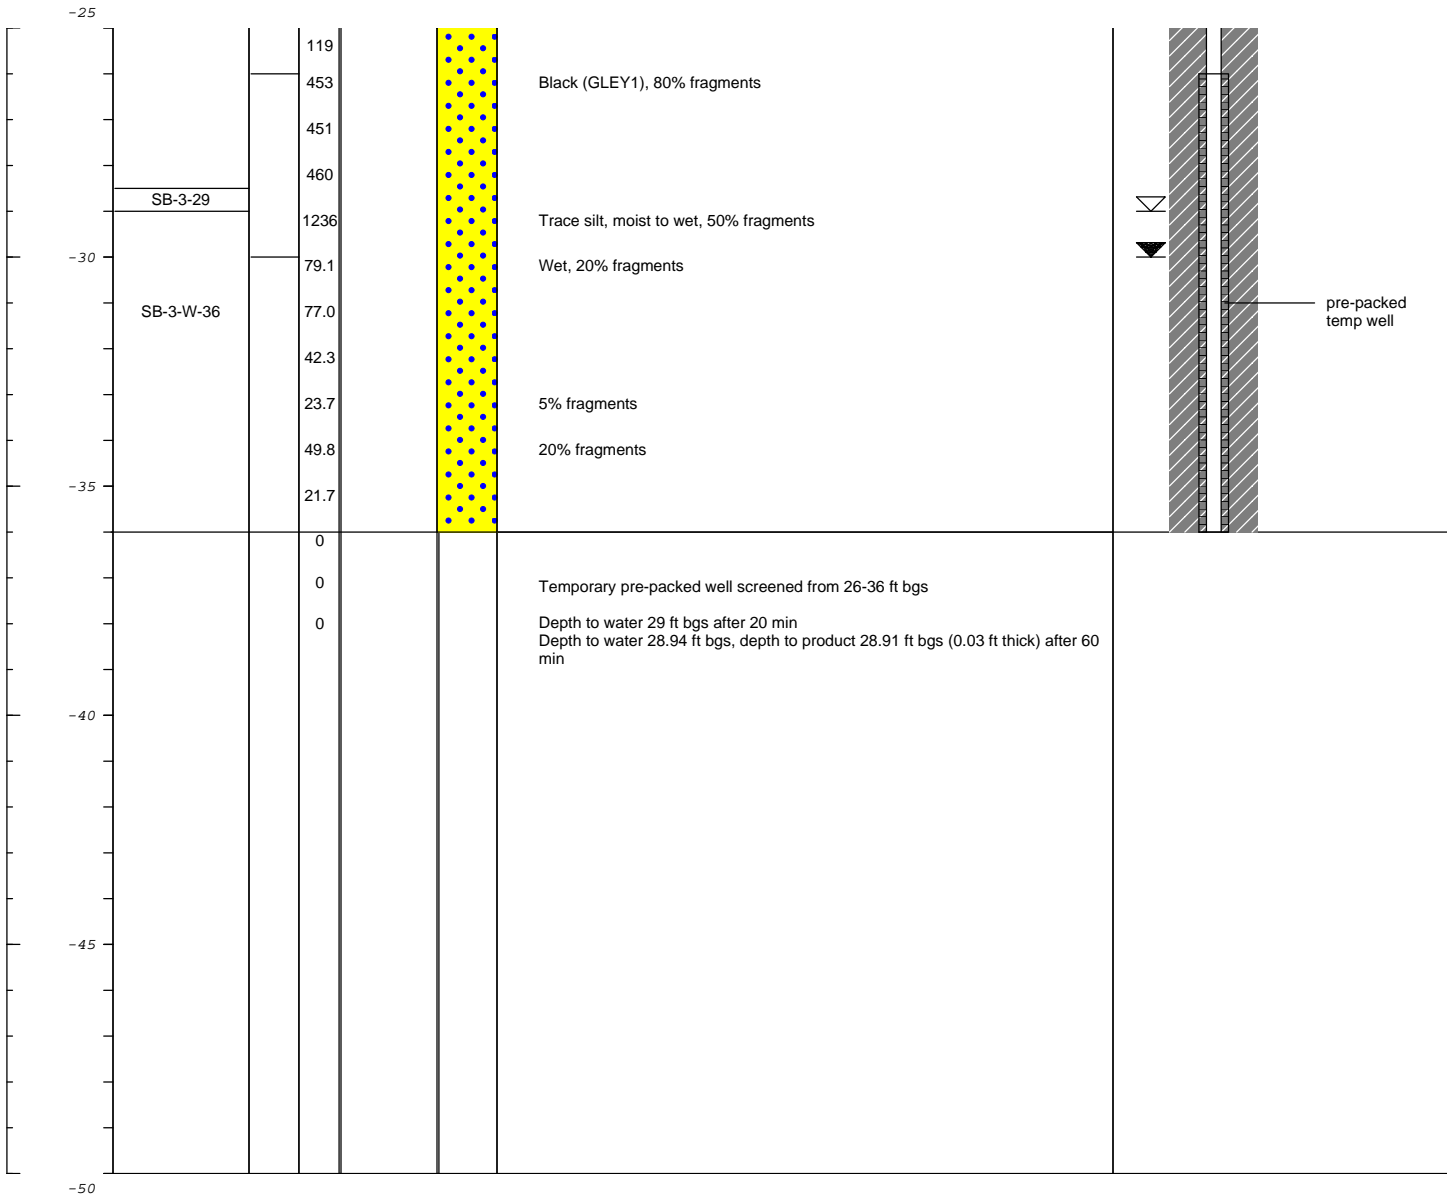 -25
119
453 Black (GLEY1), 80% fragments
451
460
SB-3-29
1236 Trace silt, moist to wet, 50% fragments
-30
79.1 Wet, 20% fragments
SB-3-W-36 77.0 pre-packed
temp well
42.3
23.7 5% fragments
49.8 20% fragments
-35
21.7
0
0 Temporary pre-packed well screened from 26-36 ft bgs
0 Depth to water 29 ft bgs after 20 min
Depth to water 28.94 ft bgs, depth to product 28.91 ft bgs (0.03 ft thick) after 60
min
-40
-45
-50